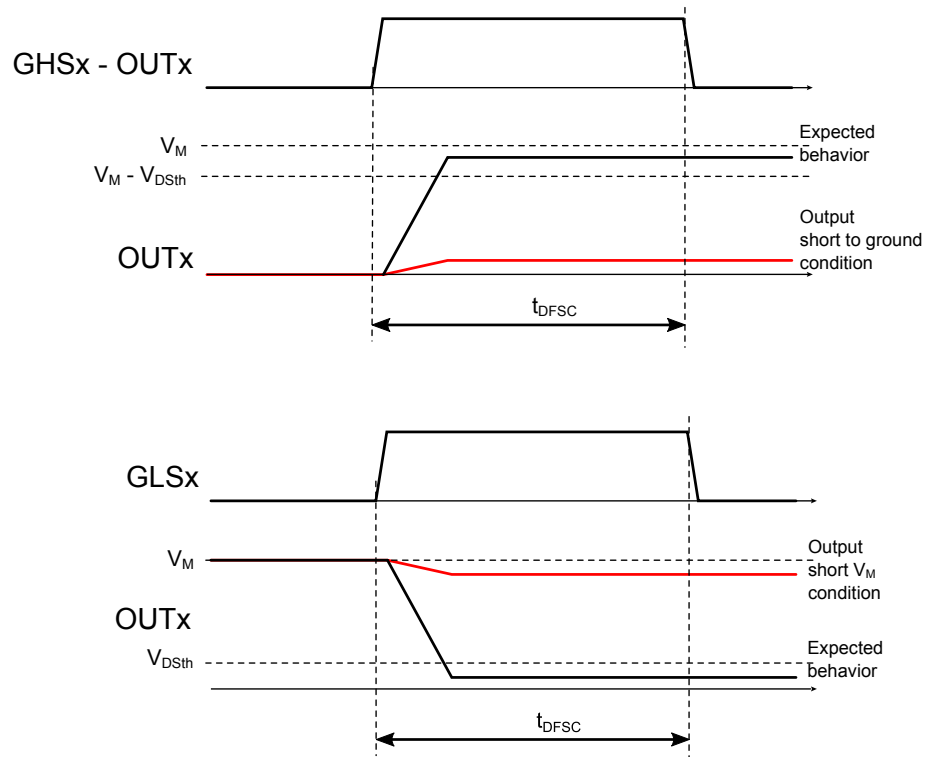 GHSx - OUTx
V_M
V_M - V_DSth
Expected
behavior
OUTx
Output
short to ground
condition
t_DFSC
GLSx
V_M
Output
short V_M
condition
OUTx
V_DSth
Expected
behavior
t_DFSC